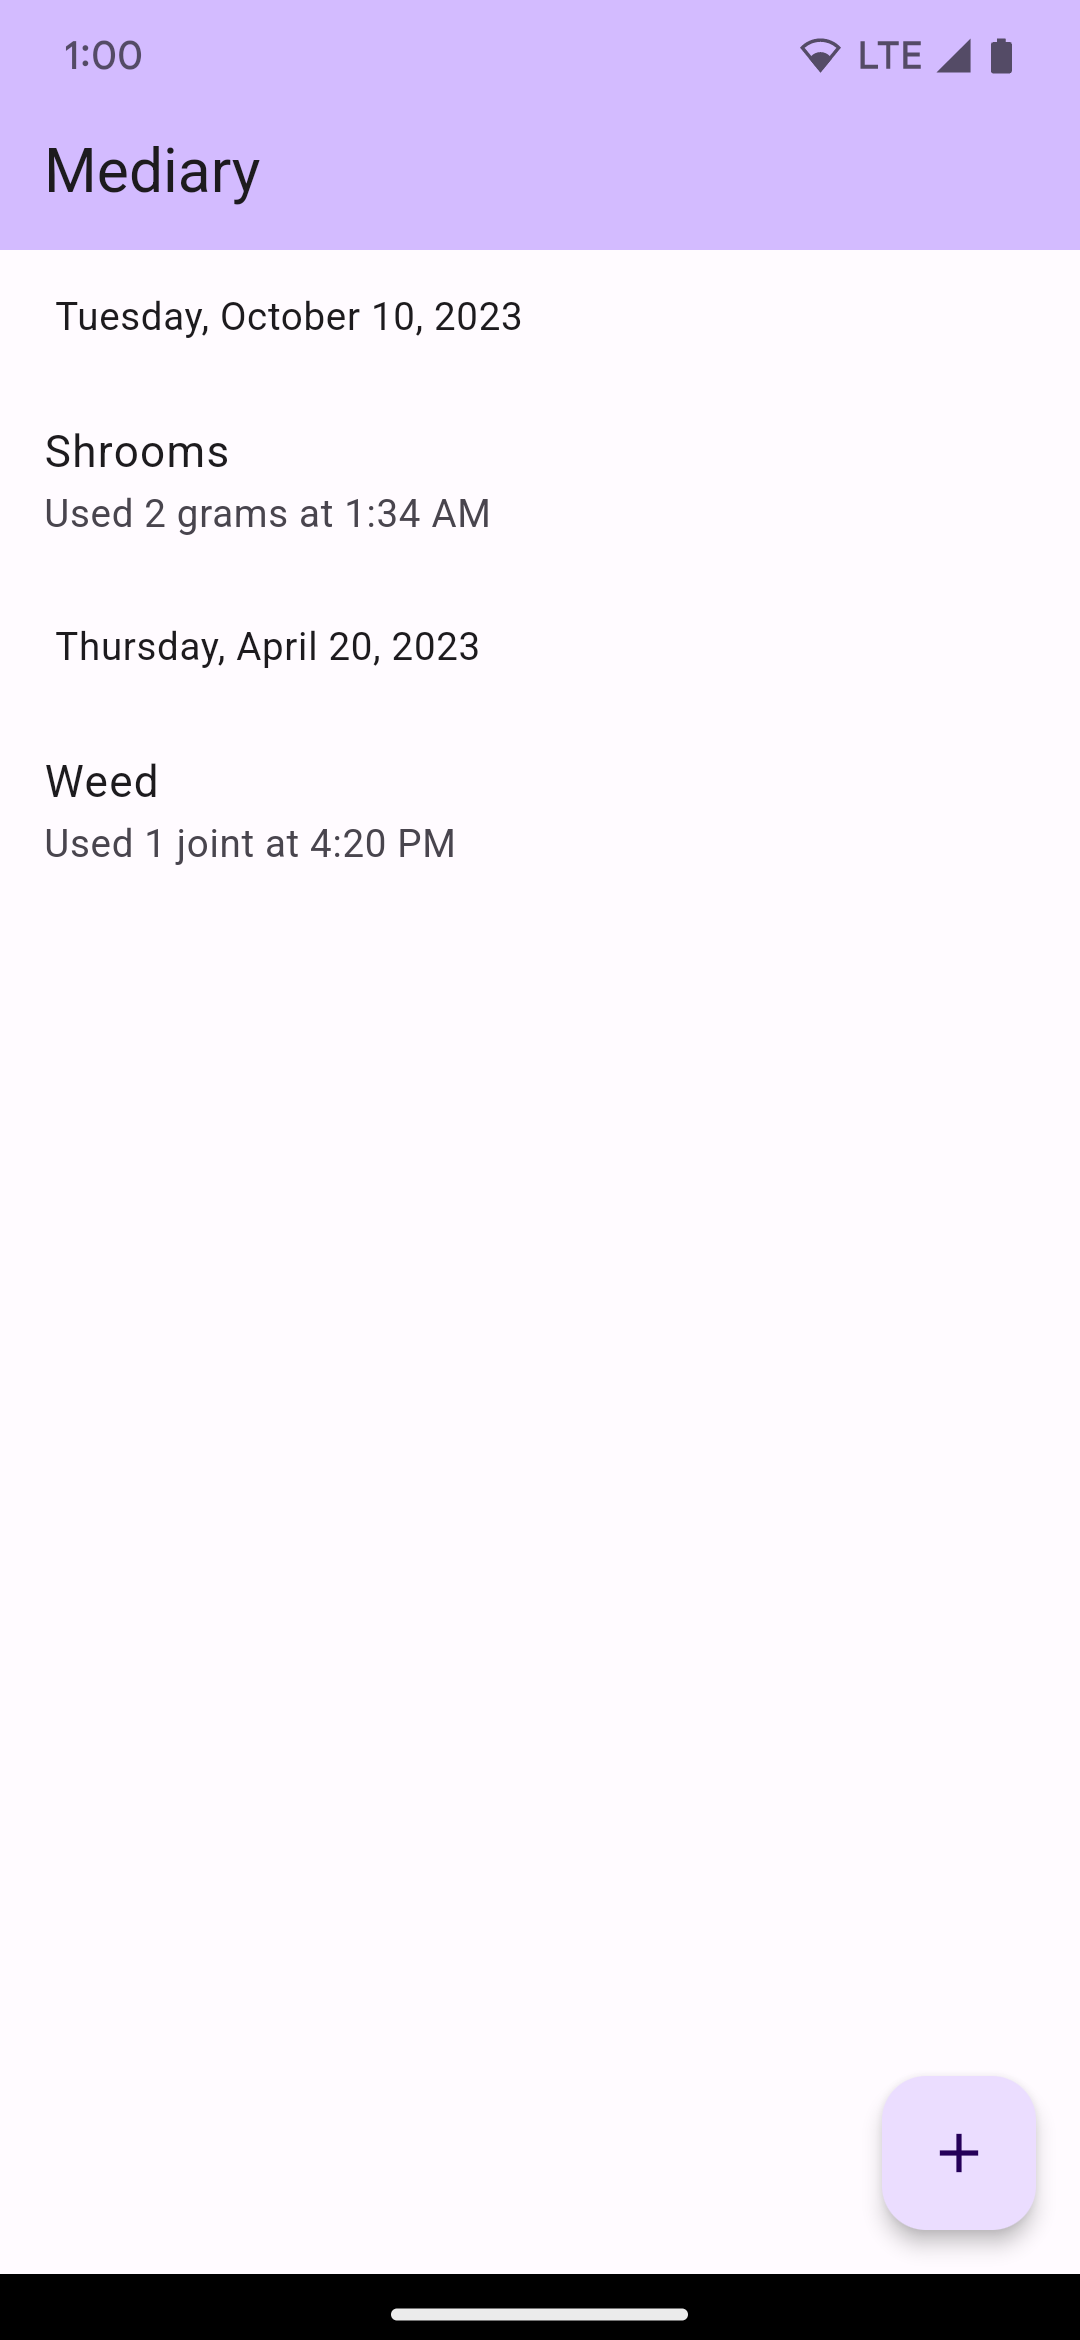 1:00 LTE
Mediary
Tuesday, October 10, 2023
Shrooms
Used 2 grams at 1:34 AM
Thursday, April 20, 2023
Weed
Used 1 joint at 4:20 PM